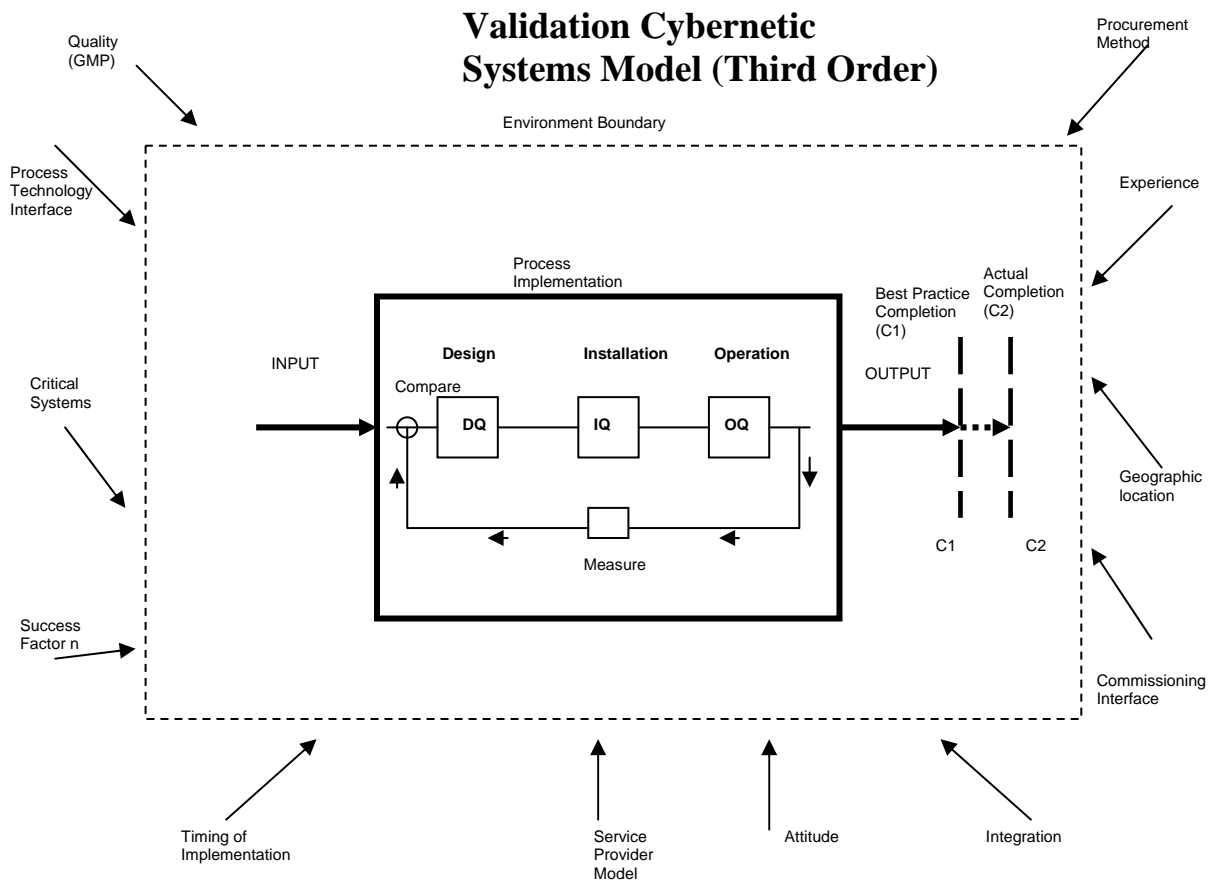 Validation Cybernetic
Systems Model (Third Order)
Quality
(GMP)
Procurement
Method
Environment Boundary
Process
Technology
Interface
Experience
Process
Implementation
Best Practice
Completion
(C1)
Actual
Completion
(C2)
INPUT
Design
Installation
Operation
OUTPUT
Compare
DQ
IQ
OQ
Critical
Systems
Geographic
location
Measure
C1
C2
Success
Factor n
Commissioning
Interface
Timing of
Implementation
Service
Provider
Model
Attitude
Integration